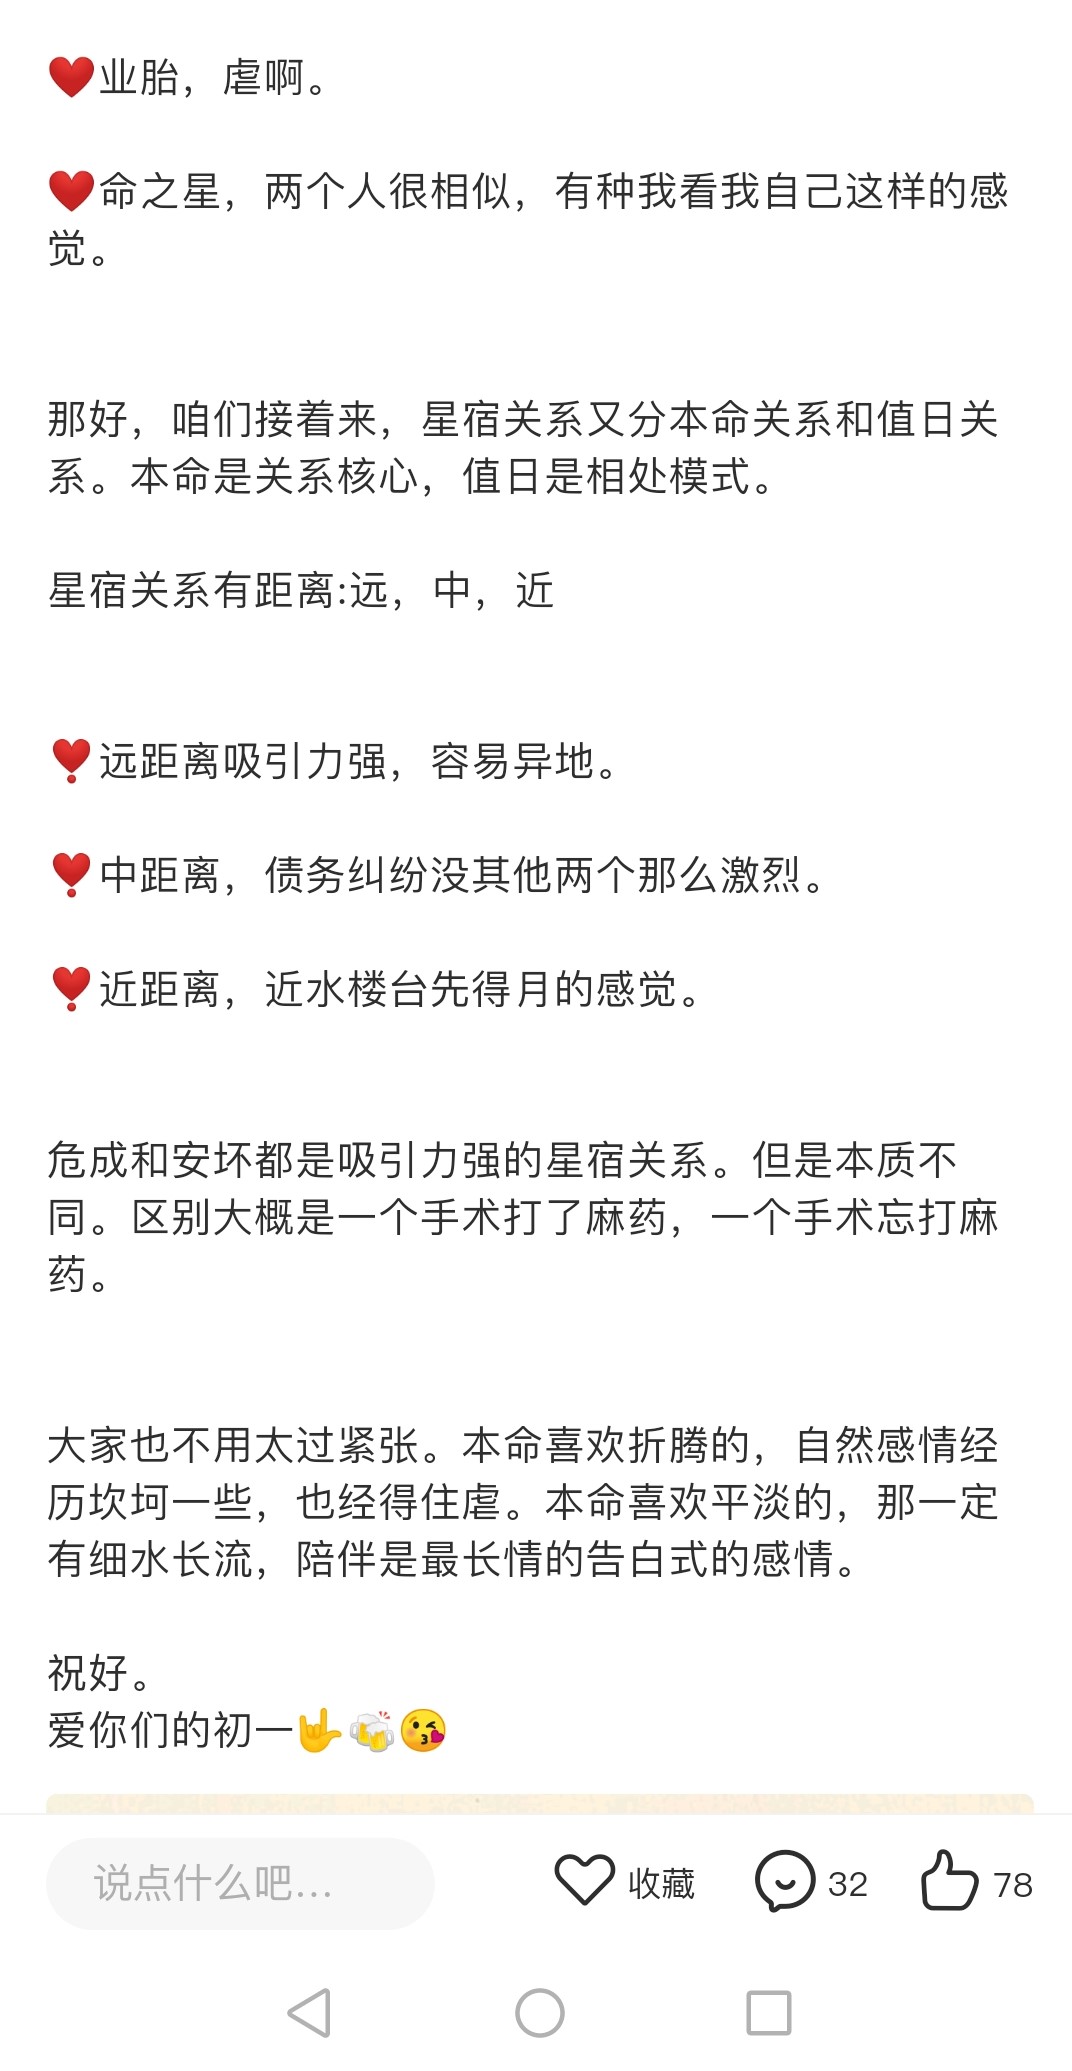 ❤️业胎，虐啊。
❤️命之星，两个人很相似，有种我看我自己这样的感
觉。
那好，咱们接着来，星宿关系又分本命关系和值日关
系。本命是关系核心，值日是相处模式。
星宿关系有距离:远，中，近
❣️远距离吸引力强，容易异地。
❣️中距离，债务纠纷没其他两个那么激烈。
❣️近距离，近水楼台先得月的感觉。
危成和安坏都是吸引力强的星宿关系。但是本质不
同。区别大概是一个手术打了麻药，一个手术忘打麻
药。
大家也不用太过紧张。本命喜欢折腾的，自然感情经
历坎坷一些，也经得住虐。本命喜欢平淡的，那一定
有细水长流，陪伴是最长情的告白式的感情。
祝好。
爱你们的初一🤟🍻😘
说点什么吧...
收藏
32
78